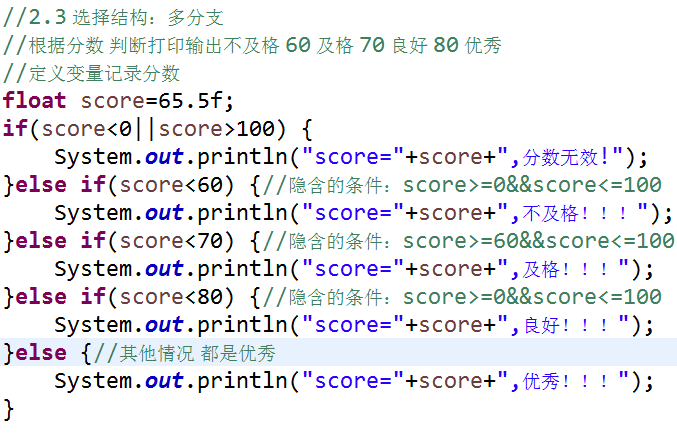 //2.3 选择结构：多分支
//根据分数 判断打印输出不及格 60 及格 70 良好 80 优秀
//定义变量记录分数
float score=65.5f;
if(score<0||score>100) {
    System.out.println("score="+score+",分数无效!");
}else if(score<60) {//隐含的条件：score>=0&&score<=100
    System.out.println("score="+score+",不及格！！！");
}else if(score<70) {//隐含的条件：score>=60&&score<=100
    System.out.println("score="+score+",及格！！！");
}else if(score<80) {//隐含的条件：score>=0&&score<=100
    System.out.println("score="+score+",良好！！！");
}else {//其他情况 都是优秀
    System.out.println("score="+score+",优秀！！！");
}